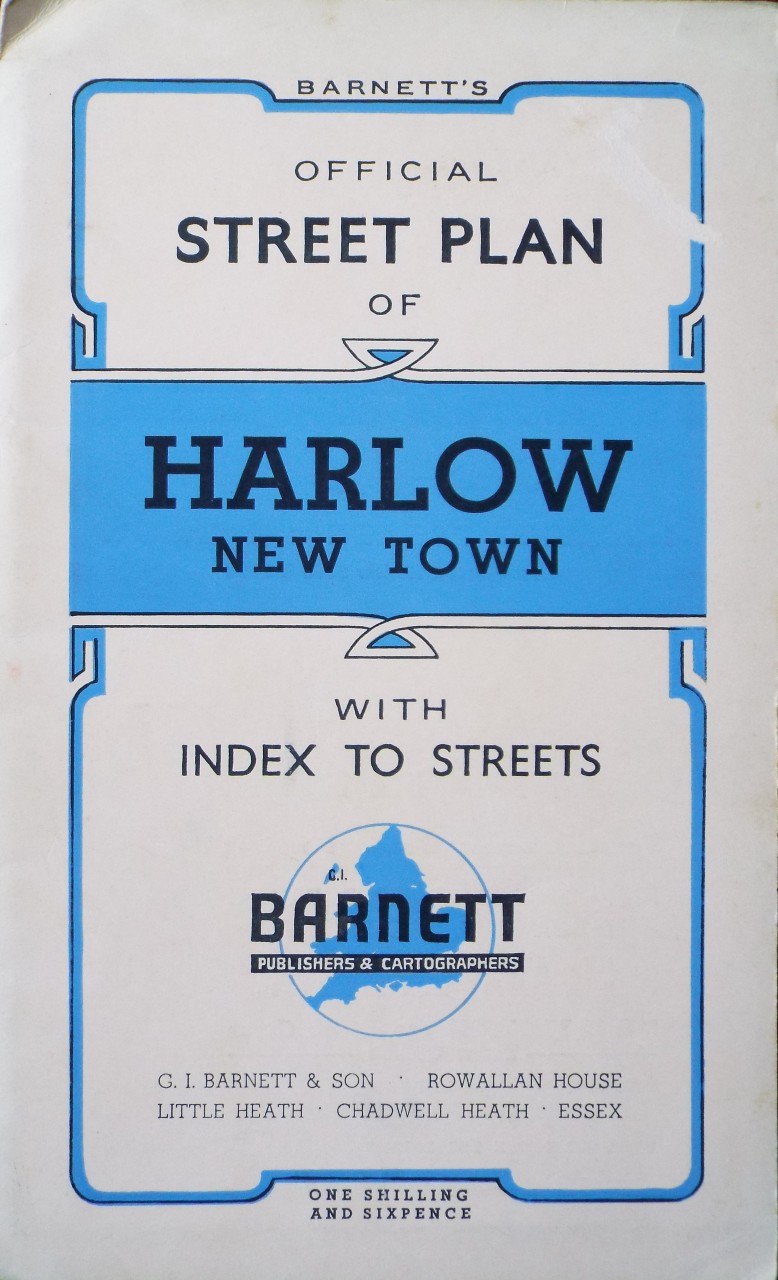 BARNETT'S
OFFICIAL
STREET PLAN
OF
HARLOW
NEW TOWN
WITH
INDEX TO STREETS
G.I.
BARNETT
PUBLISHERS & CARTOGRAPHERS
G. I. BARNETT & SON · ROWALLAN HOUSE
LITTLE HEATH · CHADWELL HEATH · ESSEX
ONE SHILLING
AND SIXPENCE